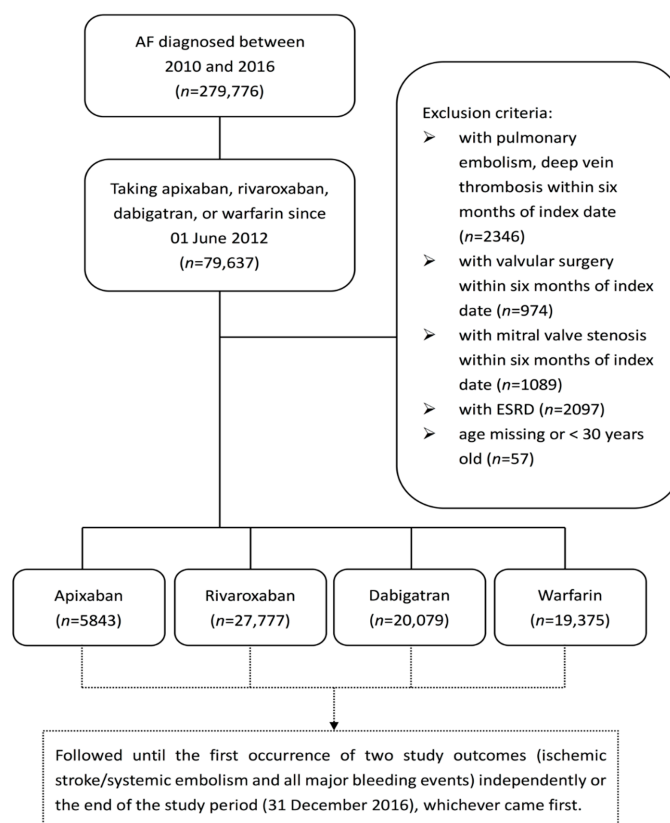 AF diagnosed between
2010 and 2016
(n=279,776)
Taking apixaban, rivaroxaban,
dabigatran, or warfarin since
01 June 2012
(n=79,637)
Exclusion criteria:
➢ with pulmonary
embolism, deep vein
thrombosis within six
months of index date
(n=2346)
➢ with valvular surgery
within six months of index
date (n=974)
➢ with mitral valve stenosis
within six months of index
date (n=1089)
➢ with ESRD (n=2097)
➢ age missing or < 30 years
old (n=57)
Apixaban
(n=5843)
Rivaroxaban
(n=27,777)
Dabigatran
(n=20,079)
Warfarin
(n=19,375)
Followed until the first occurrence of two study outcomes (ischemic
stroke/systemic embolism and all major bleeding events) independently or
the end of the study period (31 December 2016), whichever came first.